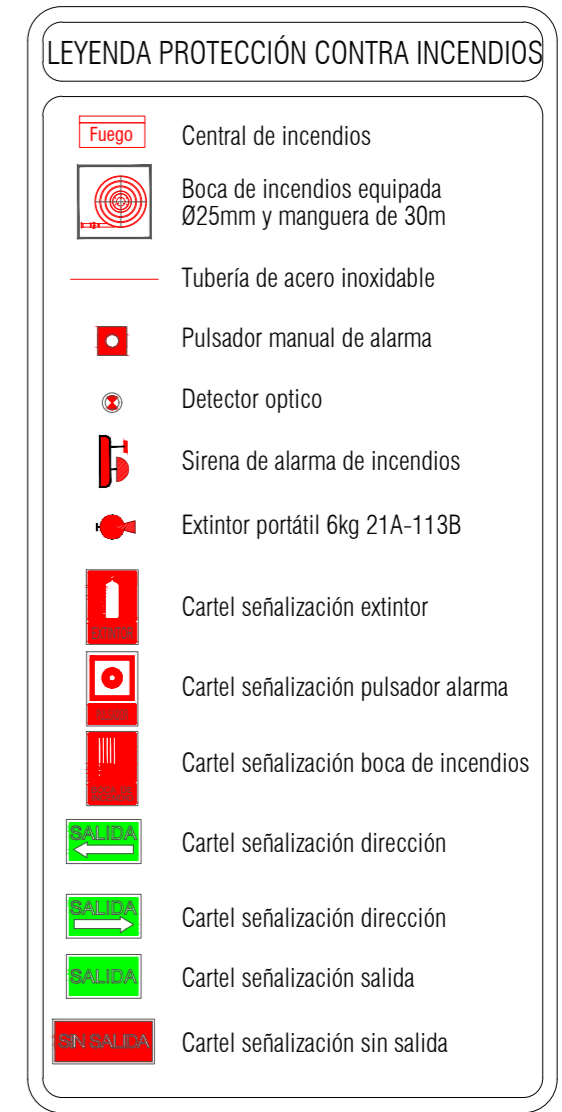 LEYENDA PROTECCIÓN CONTRA INCENDIOS
Fuego
Central de incendios
Boca de incendios equipada
Ø25mm y manguera de 30m
Tubería de acero inoxidable
Pulsador manual de alarma
Detector optico
Sirena de alarma de incendios
Extintor portátil 6kg 21A-113B
EXTINTOR
Cartel señalización extintor
Cartel señalización pulsador alarma
Cartel señalización boca de incendios
SALIDA
Cartel señalización dirección
SALIDA
Cartel señalización dirección
SALIDA
Cartel señalización salida
SIN SALIDA
Cartel señalización sin salida